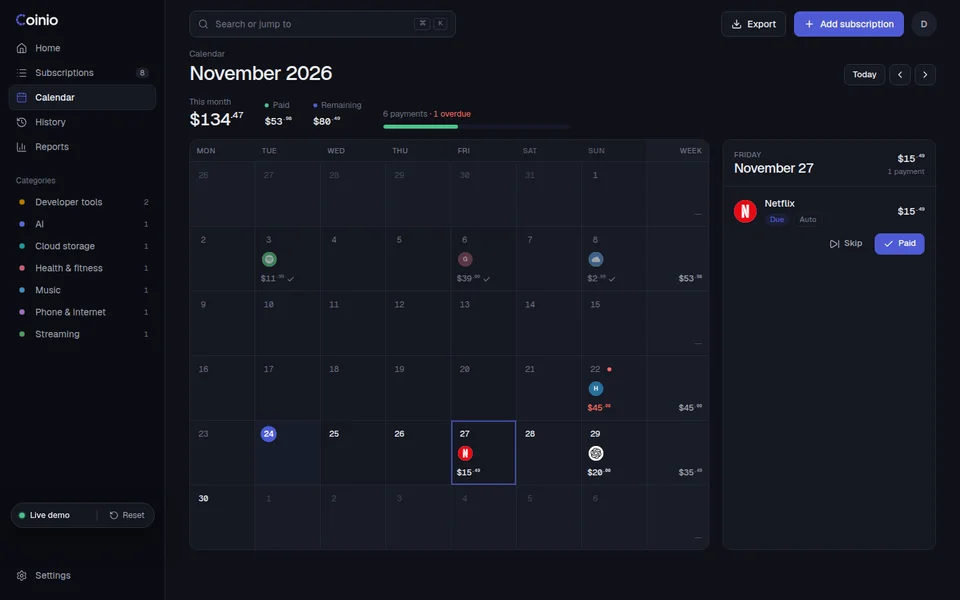 Coinio
Search or jump to
⌘ K
Export
+ Add subscription
D
Home
Subscriptions 8
Calendar
History
Reports
Categories
Developer tools 2
AI 1
Cloud storage 1
Health & fitness 1
Music 1
Phone & internet 1
Streaming 1
Live demo
Reset
Settings
Calendar
November 2026
Today
This month
$134.47
Paid
$53.98
Remaining
$80.49
6 payments · 1 overdue
MON TUE WED THU FRI SAT SUN WEEK
26 27 28 29 30 31 1
—
2 3 4 5 6 7 8
G
$11.99 $39.00 $2.99 $53.98
9 10 11 12 13 14 15
—
16 17 18 19 20 21 22
H
$45.00 $45.00
23 24 25 26 27 28 29
N
$15.49 $20.00 $35.49
30 1 2 3 4 5 6
—
FRIDAY
November 27
$15.49
1 payment
N
Netflix
Due Auto
$15.49
Skip
Paid